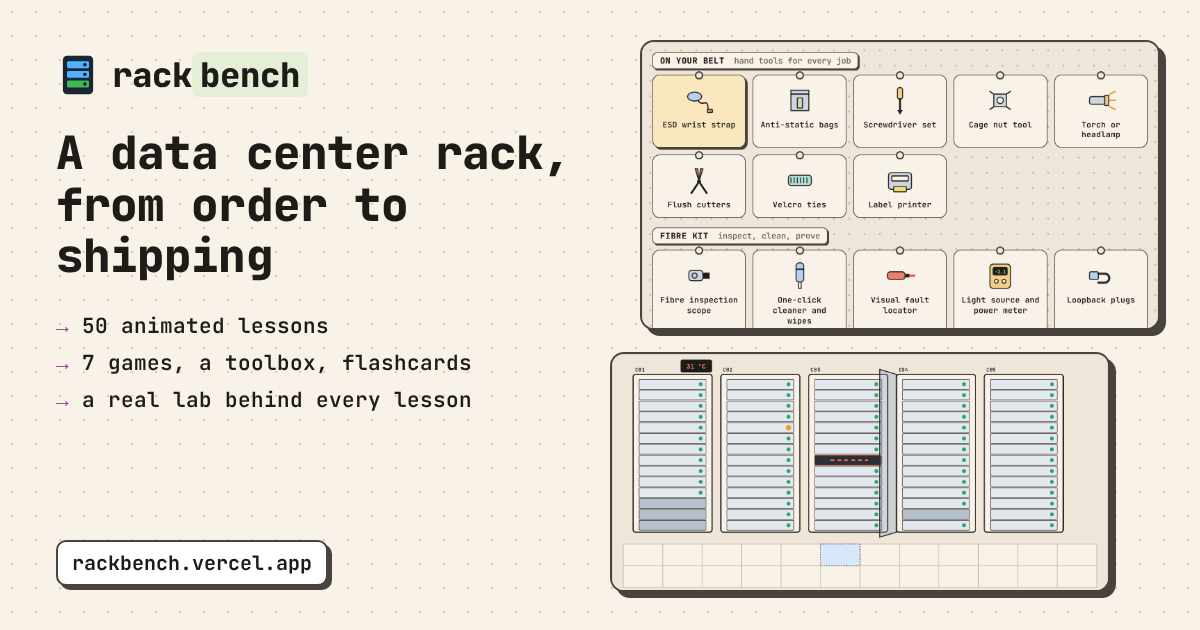 rackbench
A data center rack,
from order to
shipping
→ 50 animated lessons
→ 7 games, a toolbox, flashcards
→ a real lab behind every lesson
rackbench.vercel.app
ON YOUR BELT hand tools for every job
ESD wrist strap
Anti-static bags
Screwdriver set
Cage nut tool
Torch or
headlamp
Flush cutters
Velcro ties
Label printer
FIBRE KIT inspect, clean, prove
Fibre inspection
scope
One-click
cleaner and
wipes
Visual fault
locator
Light source and
power meter
Loopback plugs
C01
31 °C
C02
C03
C04
C05